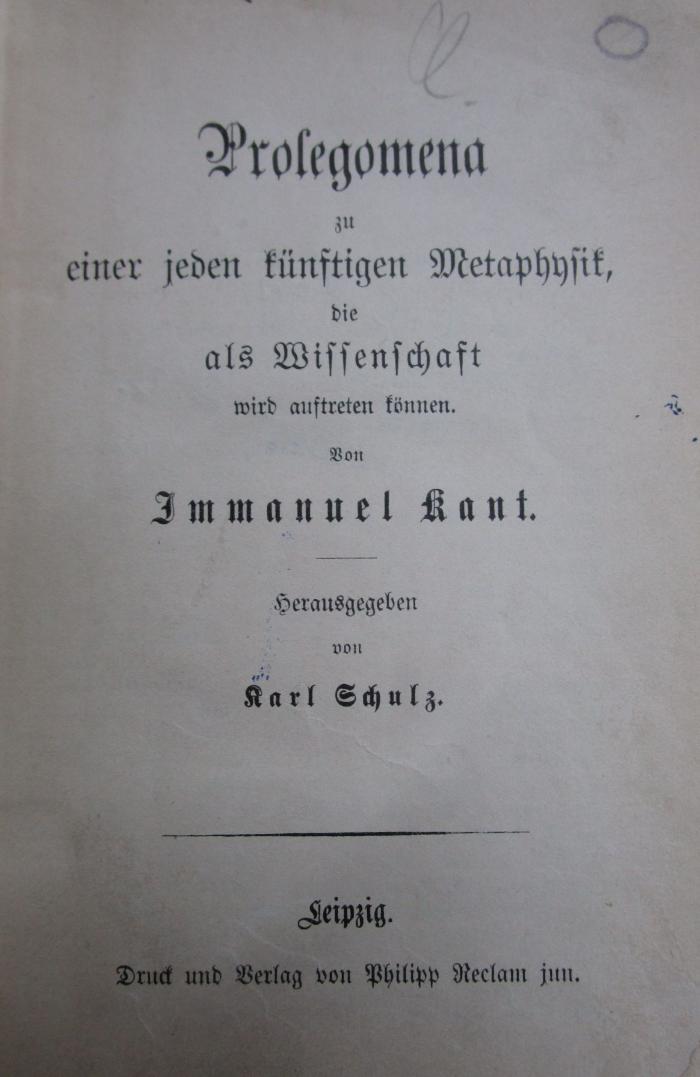 Prolegomena
zu
einer jeden künftigen Metaphysik,
die
als Wissenschaft
wird auftreten können.
Von
Immanuel Kant.
Herausgegeben
von
Karl Schulz.
Leipzig.
Druck und Verlag von Philipp Reclam jun.